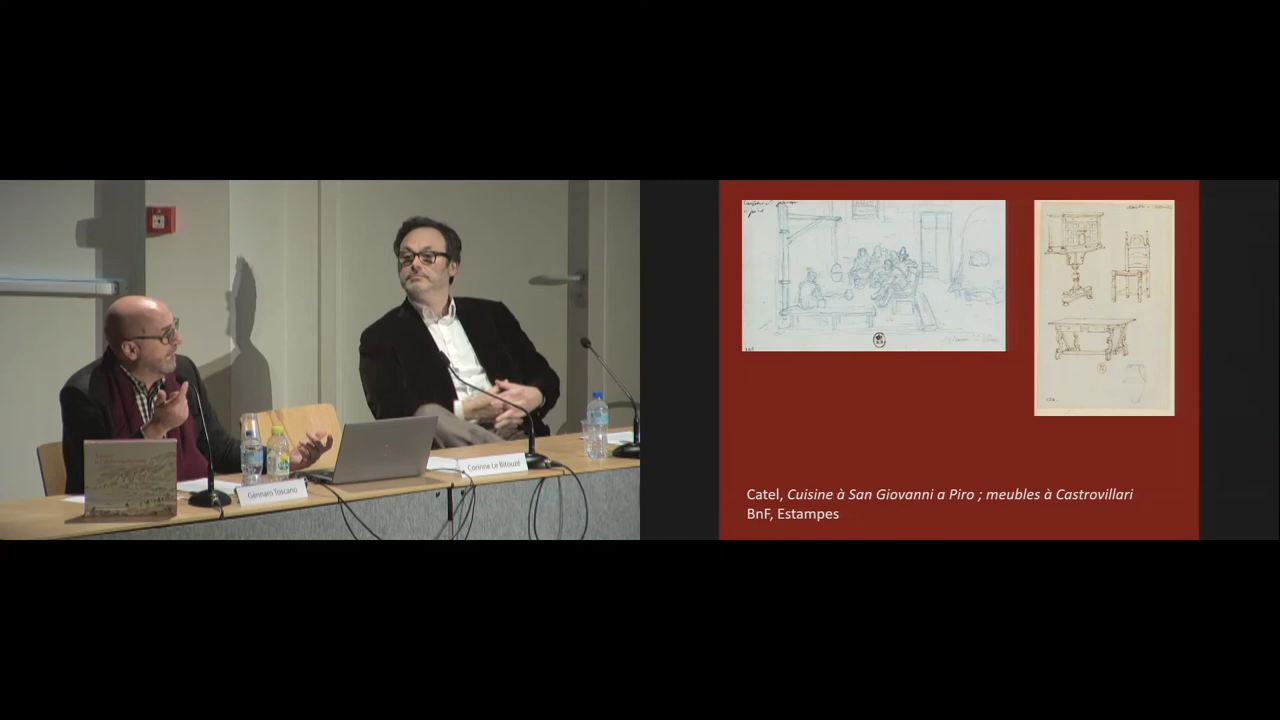 Gennaro Toscano
Corinne Le Bitouzé
Catel, Cuisine à San Giovanni a Piro ; meubles à Castrovillari
BnF, Estampes